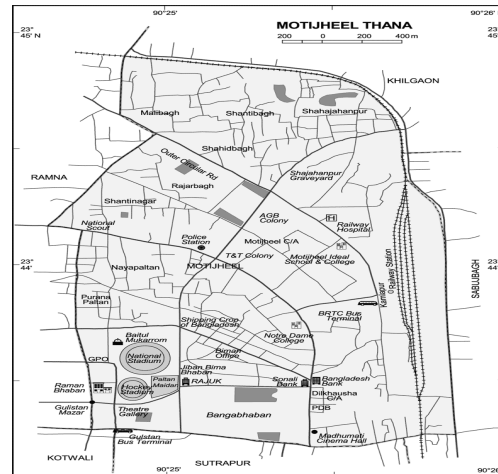 90°25'
90°26'
23°
45' N
MOTIJHEEL THANA
200 0 200 400 m
23°
45'
KHILGAON
Malibagh
Shantibagh
Shahajahanpur
Shahidbagh
Outer Circular Rd
RAMNA
Rajarbagh
Shajahanpur
Graveyard
Shantinagar
National
Scout
AGB
Colony
H
Railway
Hospital
Police
Station
Motijheel C/A
MOTIJHEEL
T&T Colony
Motijheel Ideal
School & College
23°
44'
23°
44'
Nayapaltan
Kamlapur
Railway Station
SABUJBAGH
Purana
Paltan
BRTC Bus
Terminal
Shipping Crop
of Bangladesh
Baitul
Mukarrom
Notre Dame
College
GPO
National
Stadium
Biman
Office
Jiban Bima
Bhaban
Raman
Bhaban
Hockey
Stadium
Paltan
Maidan
RAJUK
Sonali
Bank
Bangladesh
Bank
Dilkhausha
C/A
Gulistan
Mazar
Theatre
Gallery
Bangabhaban
PDB
Gulstan
Bus Terminal
Madhumati
Cinema Hall
KOTWALI
SUTRAPUR
90°25'
90°26'